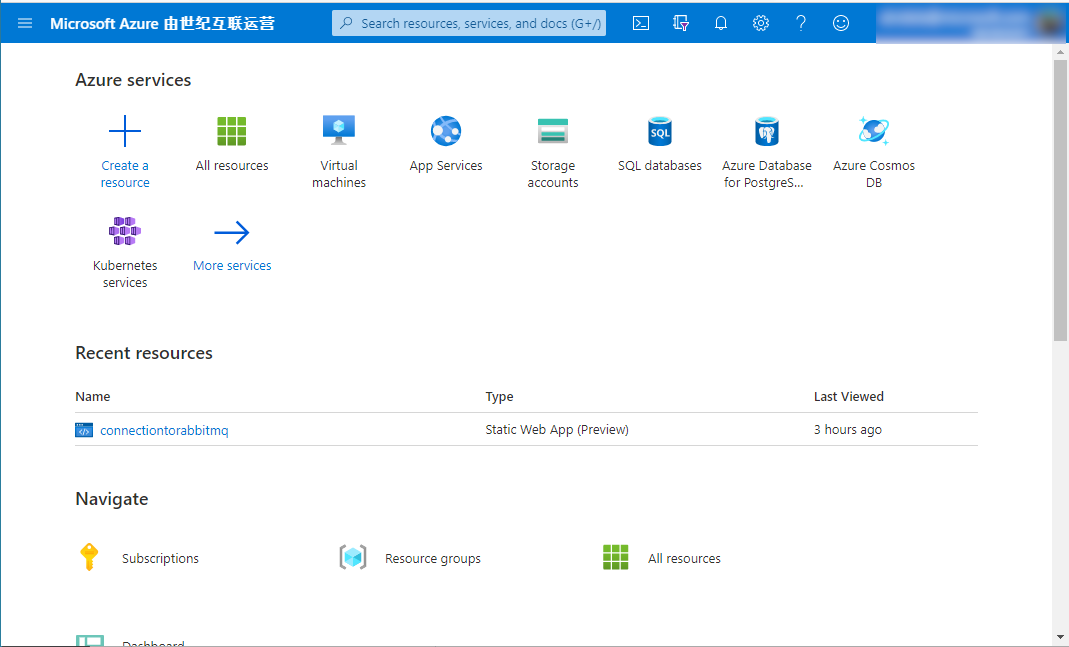 Microsoft Azure 由世纪互联运营
Search resources, services, and docs (G+/)
Azure services
Create a
resource
All resources
Virtual
machines
App Services
Storage
accounts
SQL
SQL databases
Azure Database
for PostgreS...
Azure Cosmos
DB
Kubernetes
services
More services
Recent resources
Name Type Last Viewed
connectiontorabbitmq Static Web App (Preview) 3 hours ago
Navigate
Subscriptions
Resource groups
All resources
Dashboard